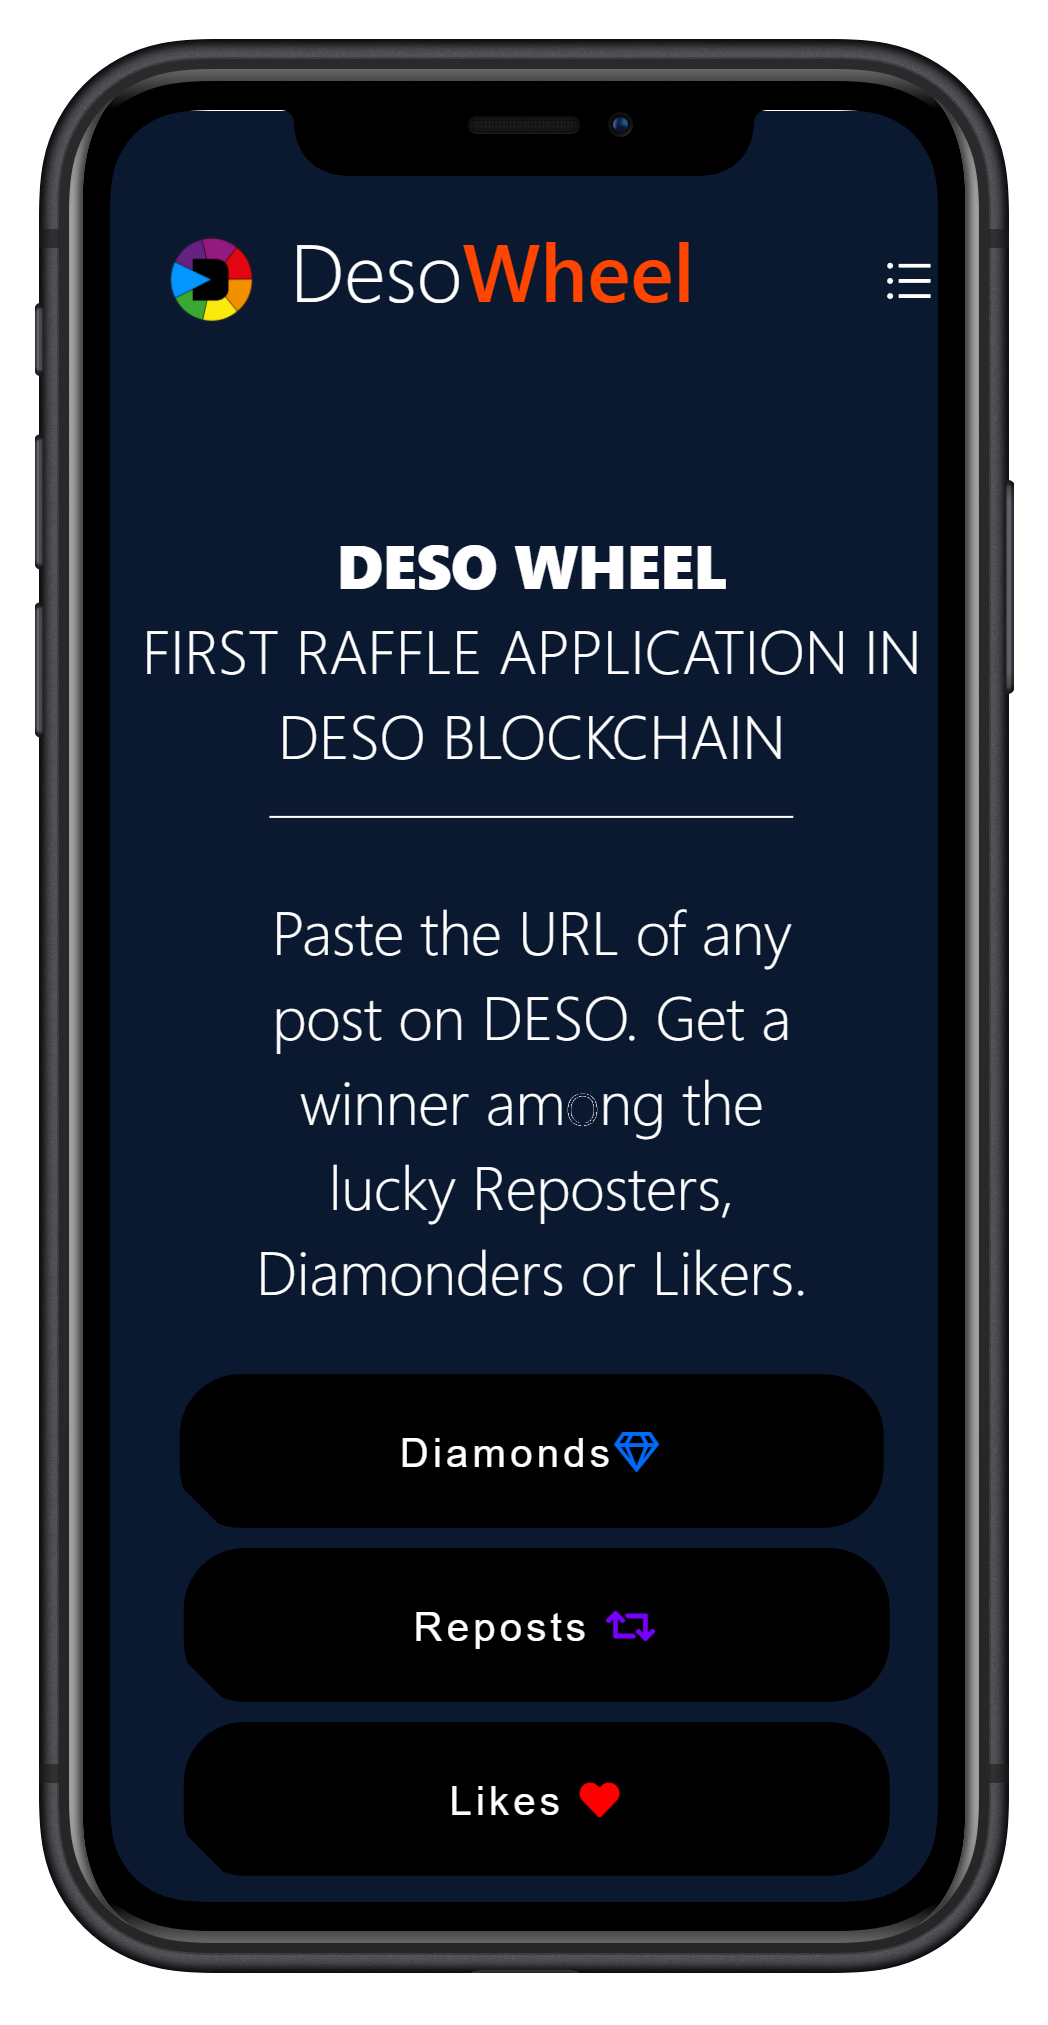 DesoWheel
DESO WHEEL
FIRST RAFFLE APPLICATION IN
DESO BLOCKCHAIN
Paste the URL of any
post on DESO. Get a
winner among the
lucky Reposters,
Diamonders or Likers.
Diamonds
Reposts
Likes